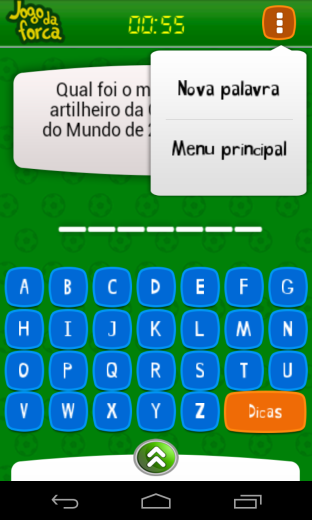 Jogo da
forca
00:55
Qual foi o m
artilheiro da
do Mundo de 2
Nova palavra
Menu principal
A B C D E F G
H I J K L M N
O P Q R S T U
V W X Y Z Dicas